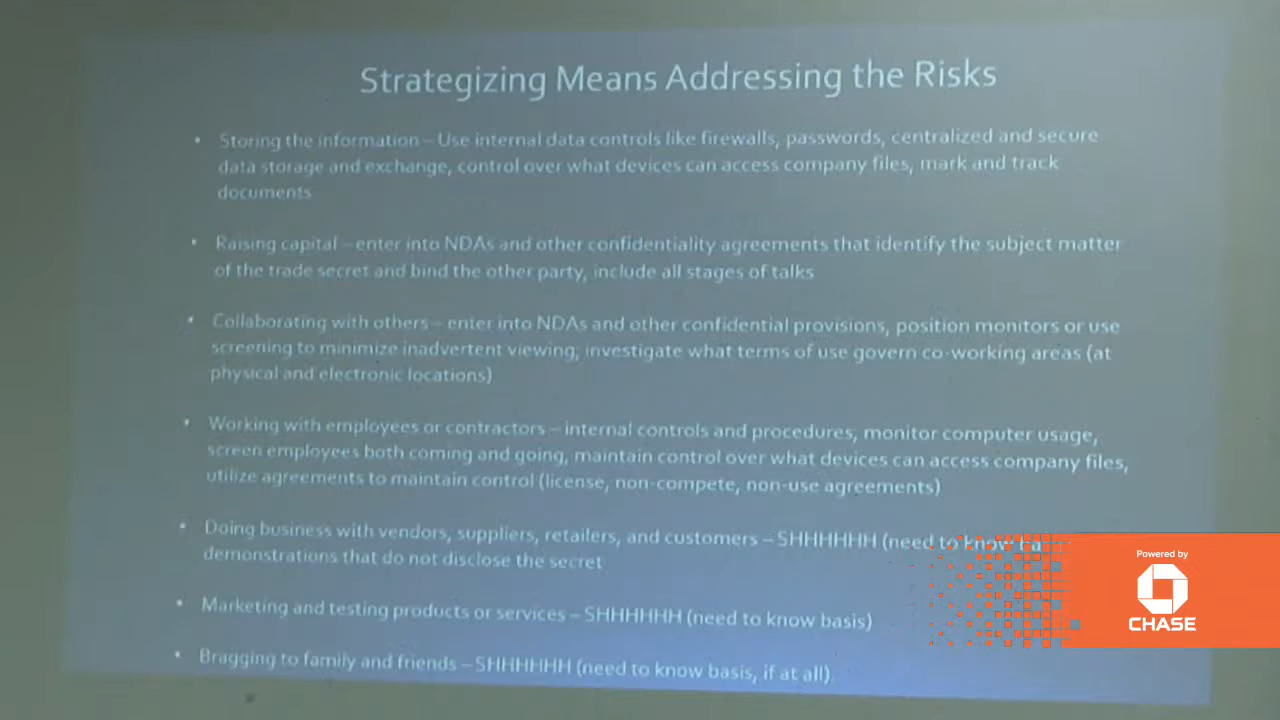 Strategizing Means Addressing the Risks
• Storing the information – Use internal data controls like firewalls, passwords, centralized and secure
data storage and exchange, control over what devices can access company files, mark and track
documents
• Raising capital – enter into NDAs and other confidentiality agreements that identify the subject matter
of the trade secret and bind the other party, include all stages of talks
• Collaborating with others – enter into NDAs and other confidential provisions, position monitors or use
screening to minimize inadvertent viewing; investigate what terms of use govern co-working areas (at
physical and electronic locations)
• Working with employees or contractors – internal controls and procedures, monitor computer usage,
screen employees both coming and going, maintain control over what devices can access company files,
utilize agreements to maintain control (license, non-compete, non-use agreements)
• Doing business with vendors, suppliers, retailers, and customers – SHHHHHH (need to know
demonstrations that do not disclose the secret
• Marketing and testing products or services – SHHHHHH (need to know basis)
• Bragging to family and friends – SHHHHHH (need to know basis, if at all)
Powered by
CHASE